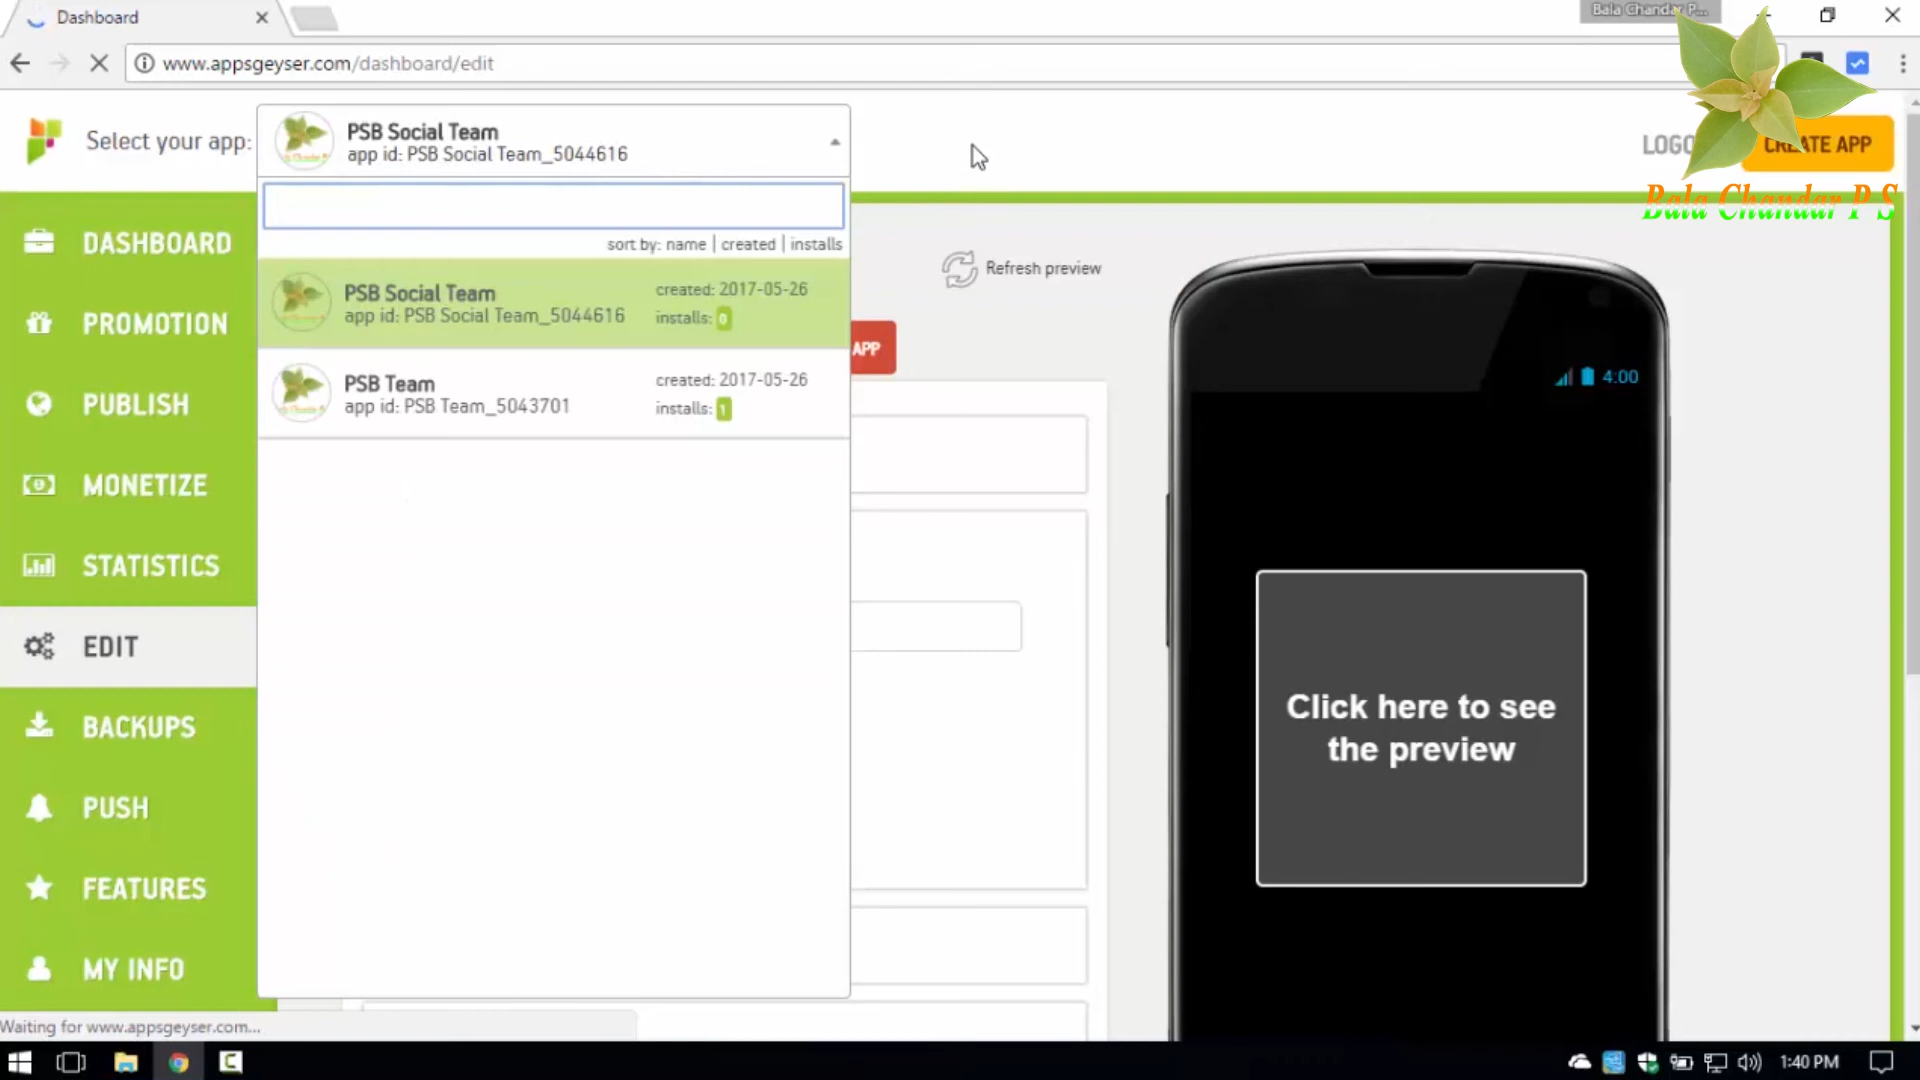 Dashboard
Bala Chandar P...
www.appsgeyser.com/dashboard/edit
Select your app:
PSB Social Team
app id: PSB Social Team_5044616
CREATE APP
Bala Chandar P S
sort by: name | created | installs
PSB Social Team
app id: PSB Social Team_5044616
created: 2017-05-26
installs: 0
PSB Team
app id: PSB Team_5043701
created: 2017-05-26
installs: 1
DASHBOARD
PROMOTION
PUBLISH
MONETIZE
STATISTICS
EDIT
BACKUPS
PUSH
FEATURES
MY INFO
Refresh preview
APP
4:00
Click here to see
the preview
Waiting for www.appsgeyser.com...
1:40 PM